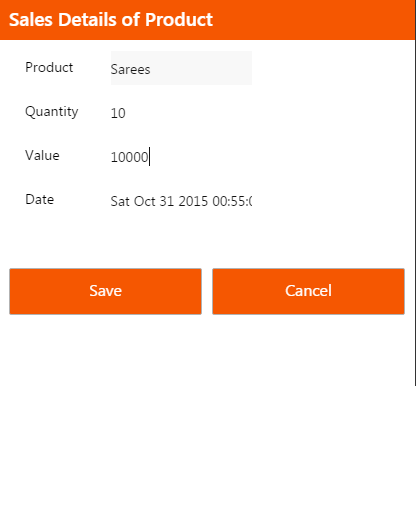 Sales Details of Product
Product Sarees
Quantity 10
Value 10000
Date Sat Oct 31 2015 00:55:0
Save Cancel